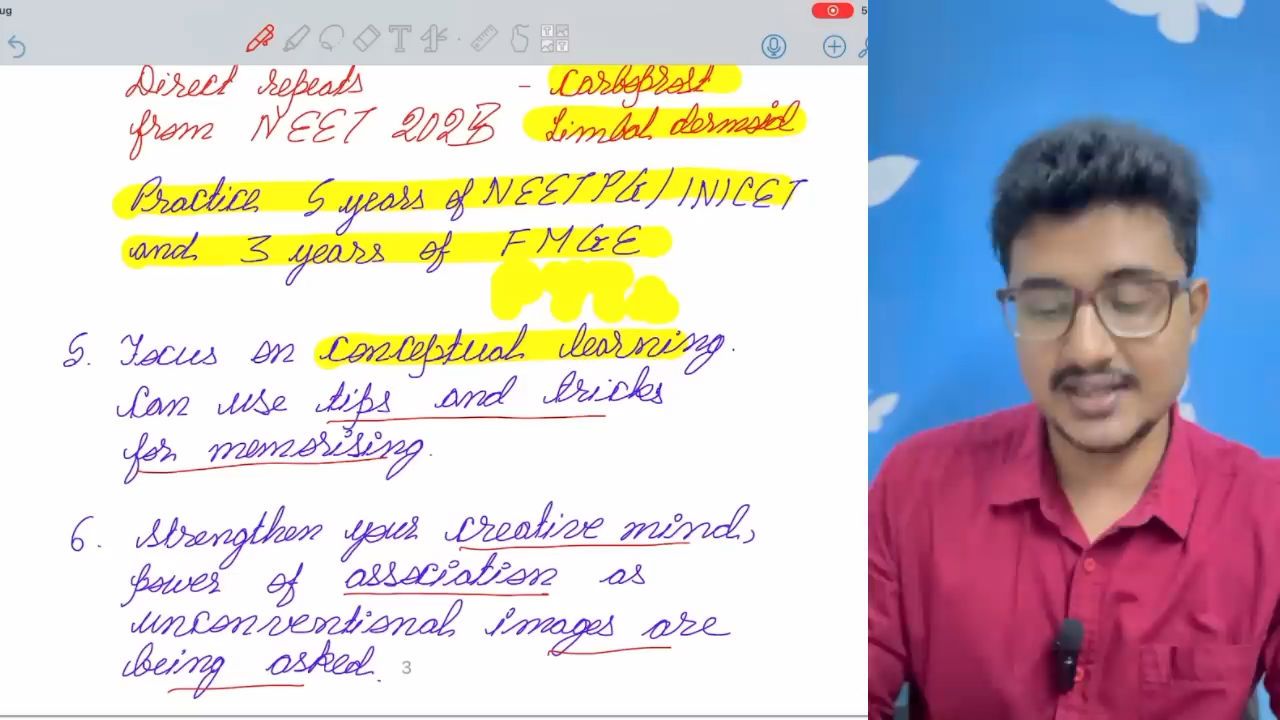 ug
Direct repeats - Carboprost
from NEET 2023 Limbal dermoid
Practice 5 years of NEETPG/INICET
and 3 years of FMGE
5. Focus on conceptual learning.
Can use tips and tricks
for memorising.
6. Strengthen your creative mind,
power of association as
unconventional images are
being asked. 3